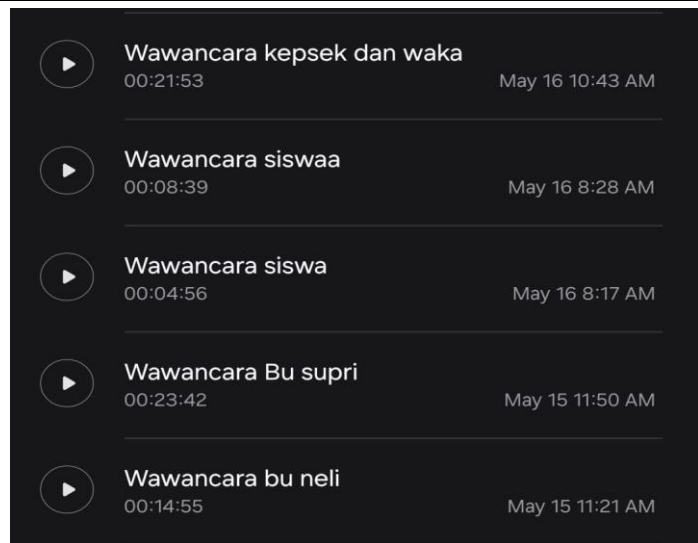 Wawancara kepsek dan waka
00:21:53 May 16 10:43 AM
Wawancara siswaa
00:08:39 May 16 8:28 AM
Wawancara siswa
00:04:56 May 16 8:17 AM
Wawancara Bu supri
00:23:42 May 15 11:50 AM
Wawancara bu neli
00:14:55 May 15 11:21 AM